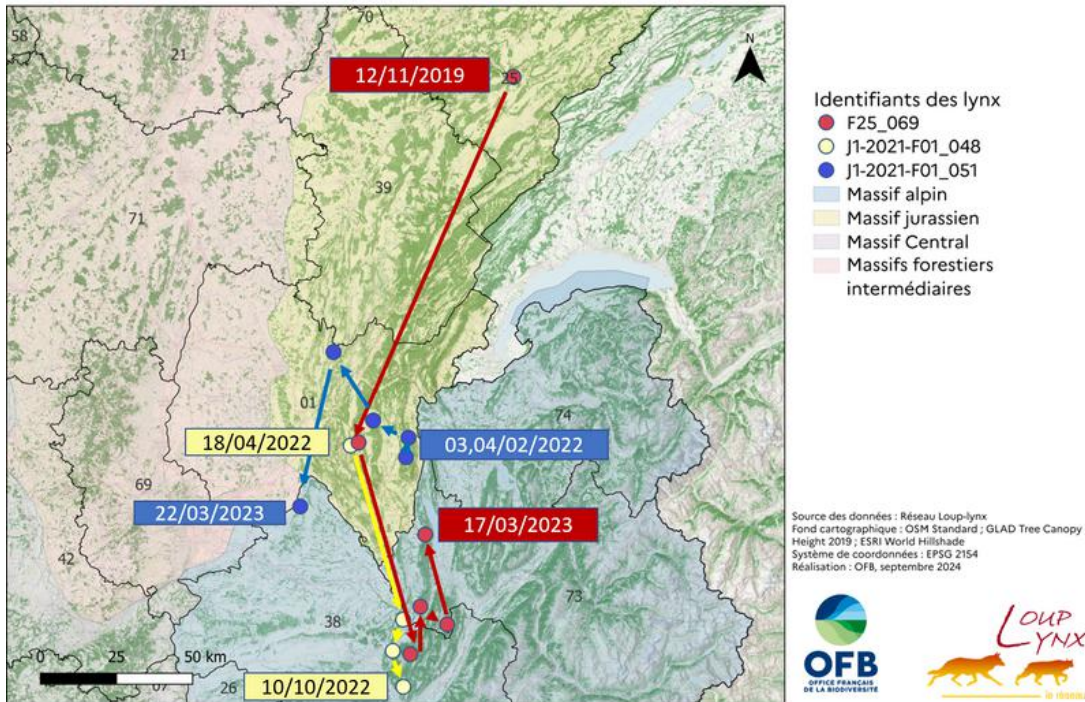 58
21
70
N
12/11/2019
25
39
71
01
74
18/04/2022
03,04/02/2022
69
22/03/2023
17/03/2023
42
73
38
0 25 50 km
10/10/2022
07
26
Identifiants des lynx
F25_069
J1-2021-F01_048
J1-2021-F01_051
Massif alpin
Massif jurassien
Massif Central
Massifs forestiers
intermédiaires
Source des données : Réseau Loup-lynx
Fond cartographique : OSM Standard ; GLAD Tree Canopy
Height 2019 ; ESRI World Hillshade
Système de coordonnées : EPSG 2154
Réalisation : OFB, septembre 2024
OFB
OFFICE FRANÇAIS
DE LA BIODIVERSITÉ
LOUP
LYNX
le réseau